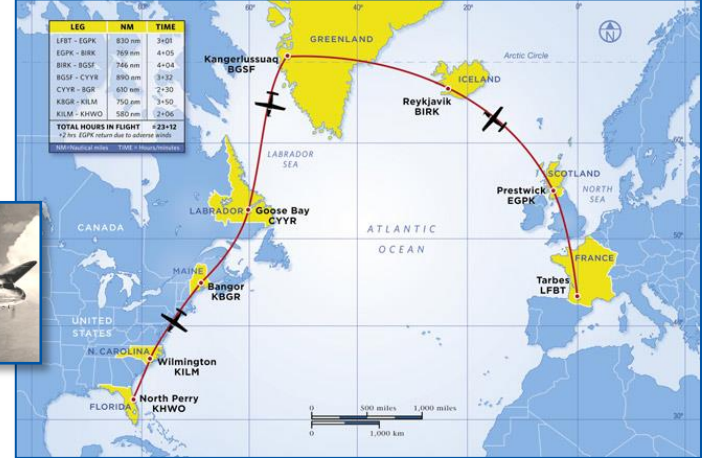 LEG NM TIME
LFBT - EGPK 830 nm 3+01
EGPK - BIRK 769 nm 4+05
BIRK - BGSF 746 nm 4+04
BGSF - CYYR 890 nm 3+32
CYYR - BGR 610 nm 2+30
KBGR - KILM 750 nm 3+50
KILM - KHWO 580 nm 2+06
TOTAL HOURS IN FLIGHT =23+12
*2 hrs EGPK return due to adverse winds
NM=Nautical miles TIME = Hours/minutes
GREENLAND
Kangerlussuaq
BGSF
Arctic Circle
ICELAND
Reykjavik
BIRK
LABRADOR
SEA
SCOTLAND
Prestwick
EGPK
NORTH
SEA
LABRADOR
Goose Bay
CYYR
CANADA
ATLANTIC
OCEAN
FRANCE
Tarbes
LFBT
MAINE
Bangor
KBGR
UNITED
STATES
N. CAROLINA
Wilmington
KILM
FLORIDA
North Perry
KHWO
0 500 miles 1,000 miles
0 1,000 km
N
60°
50°
40°
30°